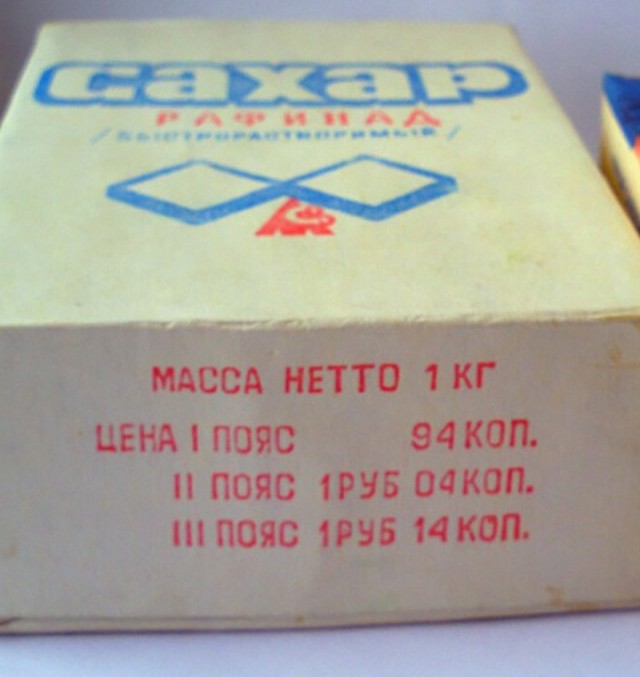 сахар
РАФИНАД
/БЫСТРОРАСТВОРИМЫЙ/
МАССА НЕТТО 1 КГ
ЦЕНА I ПОЯС 94 КОП.
II ПОЯС 1 РУБ 04 КОП.
III ПОЯС 1 РУБ 14 КОП.